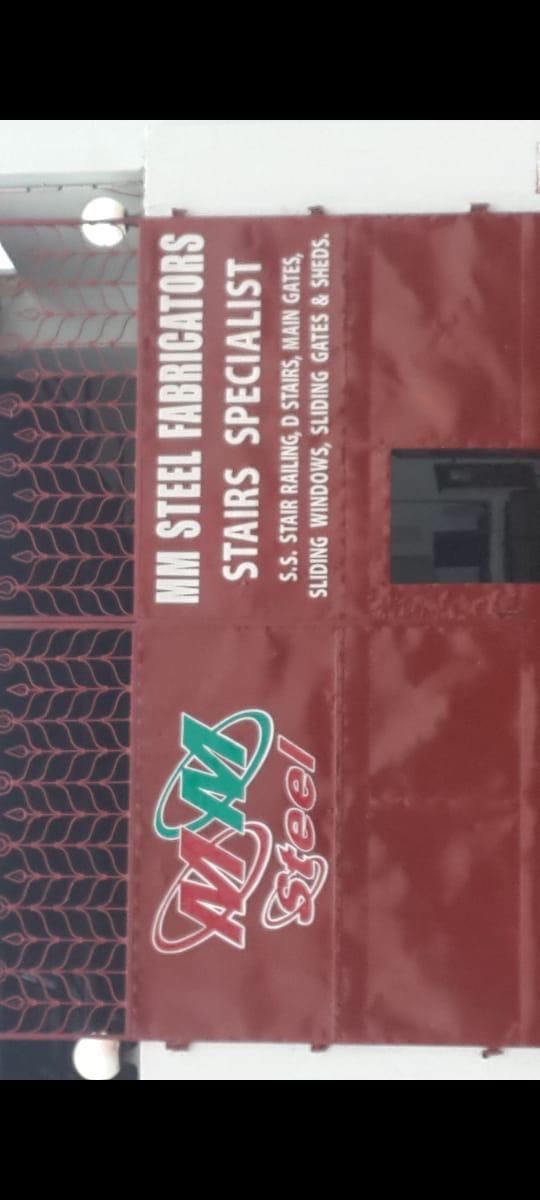 MM
Steel
MM STEEL FABRICATORS
STAIRS SPECIALIST
S.S. STAIR RAILING, D STAIRS, MAIN GATES,
SLIDING WINDOWS, SLIDING GATES & SHEDS.